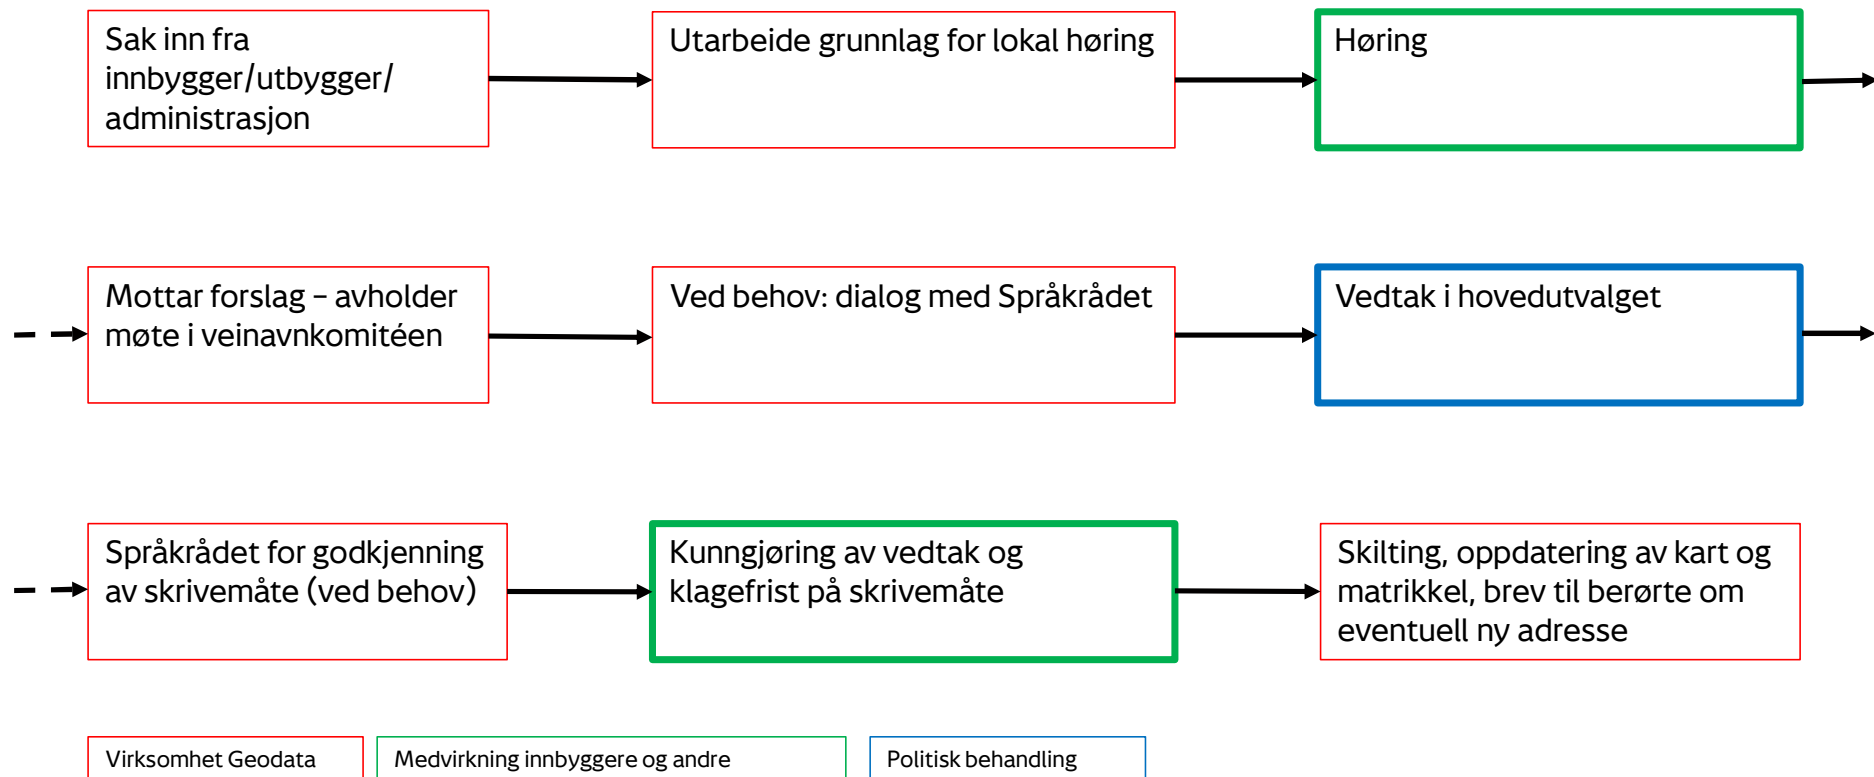 Sak inn fra
innbygger/utbygger/
administrasjon
Utarbeide grunnlag for lokal høring
Høring
Mottar forslag – avholder
møte i veinavnkomitéen
Ved behov: dialog med Språkrådet
Vedtak i hovedutvalget
Språkrådet for godkjenning
av skrivemåte (ved behov)
Kunngjøring av vedtak og
klagefrist på skrivemåte
Skilting, oppdatering av kart og
matrikkel, brev til berørte om
eventuell ny adresse
Virksomhet Geodata
Medvirkning innbyggere og andre
Politisk behandling